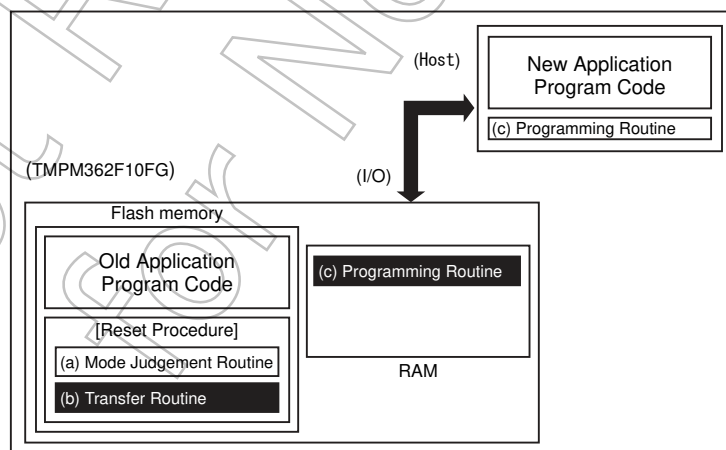 (Host)
New Application
Program Code
(c) Programming Routine
(TMPM362F10FG)
(I/O)
Flash memory
Old Application
Program Code
(c) Programming Routine
[Reset Procedure]
(a) Mode Judgement Routine
RAM
(b) Transfer Routine